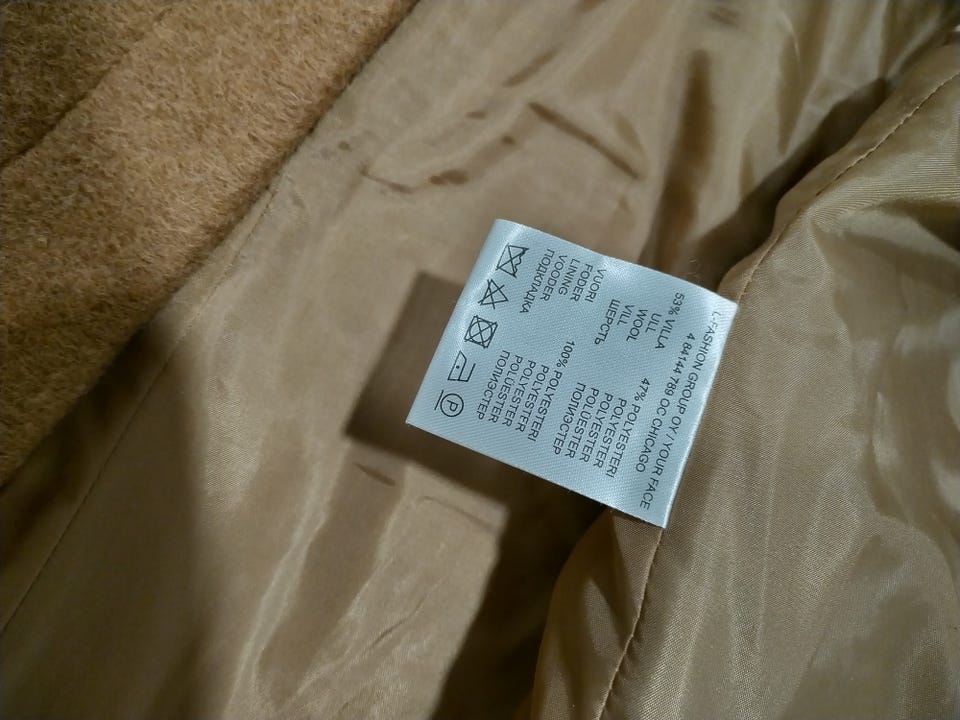 L-FASHION GROUP OY / YOUR FACE
4 84144 789 OC CHICAGO
53% VILLA 47% POLYESTERI
ULL POLYESTER
WOOL POLYESTER
VILL POLÜESTER
ШЕРСТЬ ПОЛИЭСТЕР
VUORI 100% POLYESTERI
FODER POLYESTER
LINING POLYESTER
VOODER POLÜESTER
ПОДКЛАДКА ПОЛИЭСТЕР
P